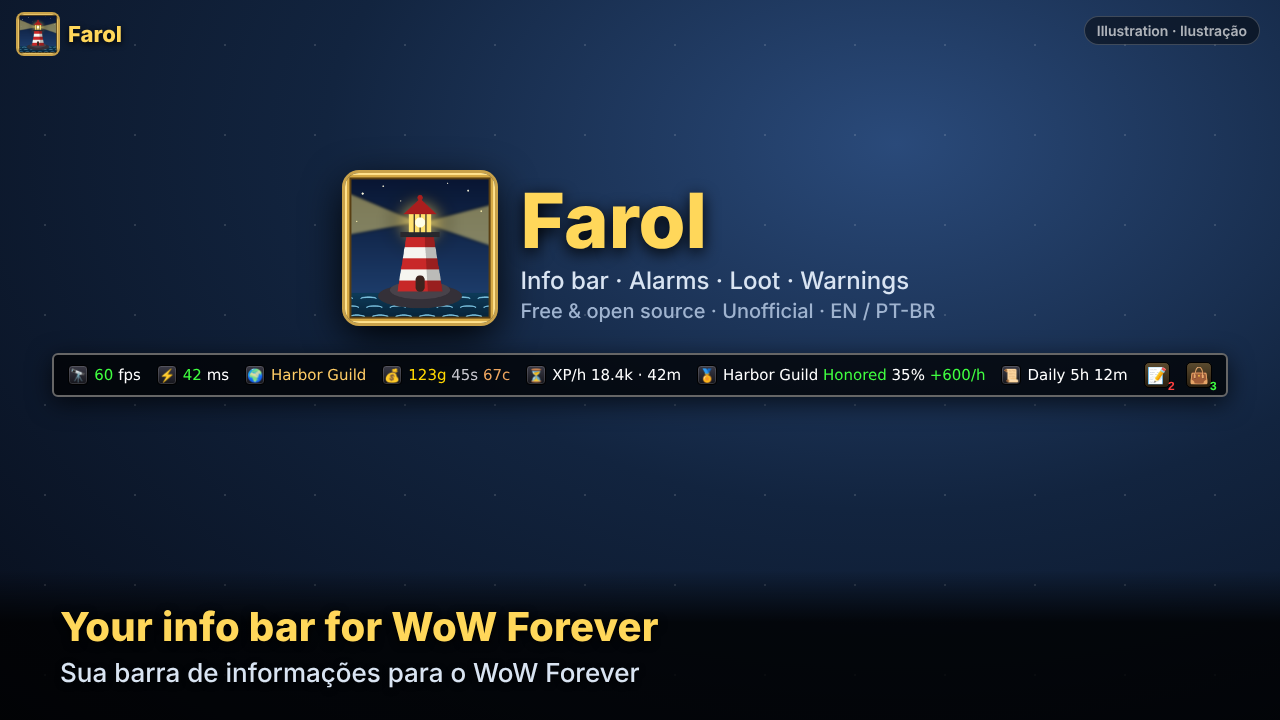 Farol
Illustration · Ilustração
Farol
Info bar · Alarms · Loot · Warnings
Free & open source · Unofficial · EN / PT-BR
60 fps 42 ms Harbor Guild 123g 45s 67c XP/h 18.4k · 42m Harbor Guild Honored 35% +600/h Daily 5h 12m 2 3
Your info bar for WoW Forever
Sua barra de informações para o WoW Forever